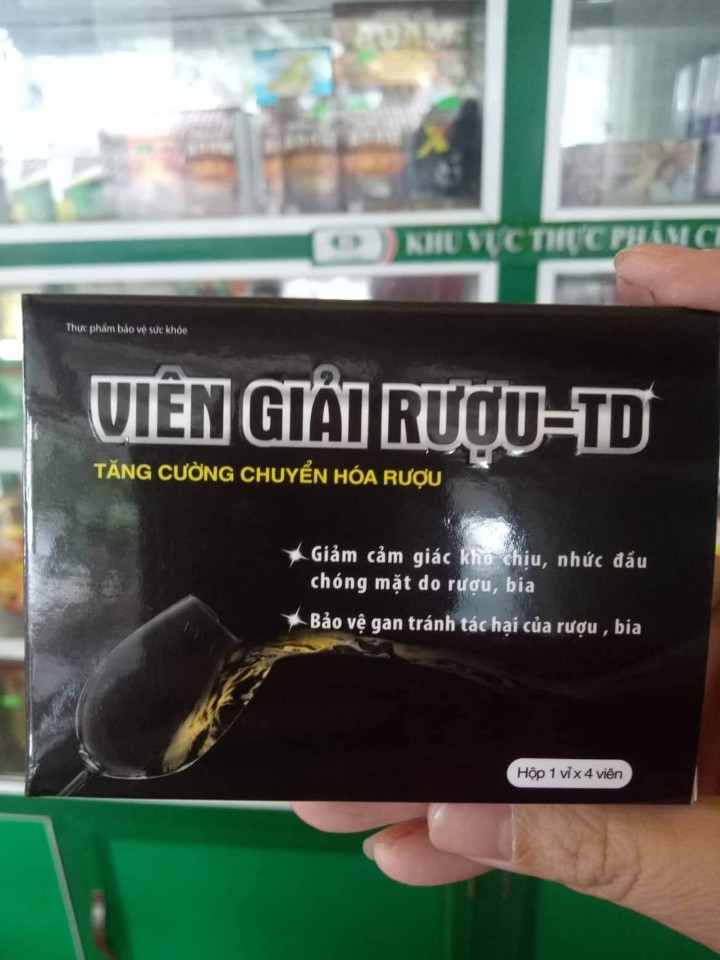 KHU VỰC THỰC PHẨM
Thực phẩm bảo vệ sức khỏe
VIÊN GIẢI RƯỢU-TD
TĂNG CƯỜNG CHUYỂN HÓA RƯỢU
Giảm cảm giác khó chịu, nhức đầu
chóng mặt do rượu, bia
Bảo vệ gan tránh tác hại của rượu , bia
Hộp 1 vỉ x 4 viên